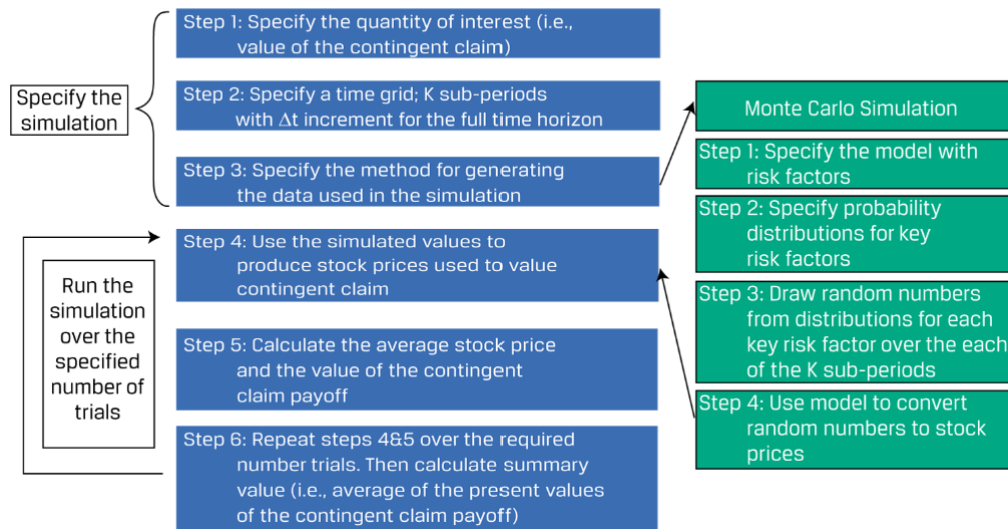 Step 1: Specify the quantity of interest (i.e.,
value of the contingent claim)
Specify the
simulation
Step 2: Specify a time grid; K sub-periods
with Δt increment for the full time horizon
Step 3: Specify the method for generating
the data used in the simulation
Step 4: Use the simulated values to
produce stock prices used to value
contingent claim
Run the
simulation
over the
specified
number of
trials
Step 5: Calculate the average stock price
and the value of the contingent
claim payoff
Step 6: Repeat steps 4&5 over the required
number trials. Then calculate summary
value (i.e., average of the present values
of the contingent claim payoff)
Monte Carlo Simulation
Step 1: Specify the model with
risk factors
Step 2: Specify probability
distributions for key
risk factors
Step 3: Draw random numbers
from distributions for each
key risk factor over the each
of the K sub-periods
Step 4: Use model to convert
random numbers to stock
prices